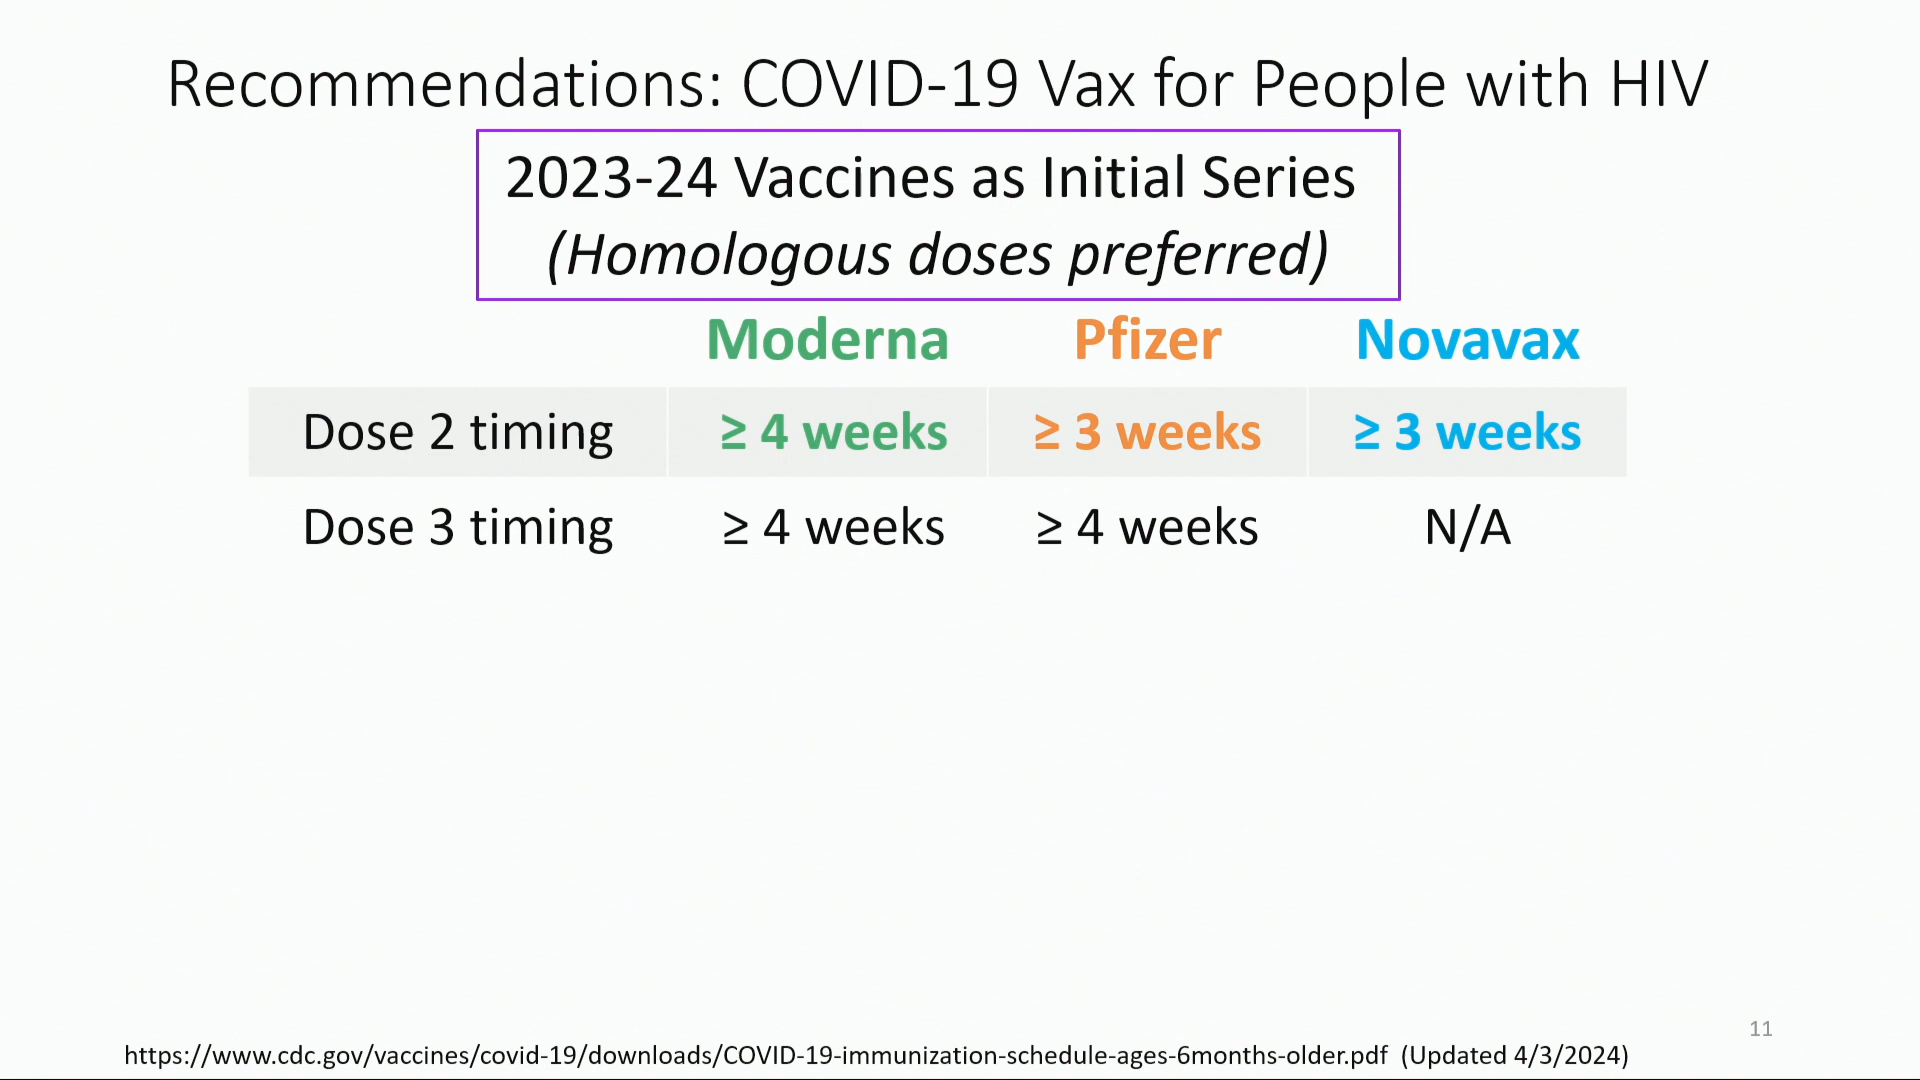 Recommendations: COVID-19 Vax for People with HIV
2023-24 Vaccines as Initial Series
(Homologous doses preferred)
Moderna Pfizer Novavax
Dose 2 timing ≥ 4 weeks ≥ 3 weeks ≥ 3 weeks
Dose 3 timing ≥ 4 weeks ≥ 4 weeks N/A
11
https://www.cdc.gov/vaccines/covid-19/downloads/COVID-19-immunization-schedule-ages-6months-older.pdf (Updated 4/3/2024)